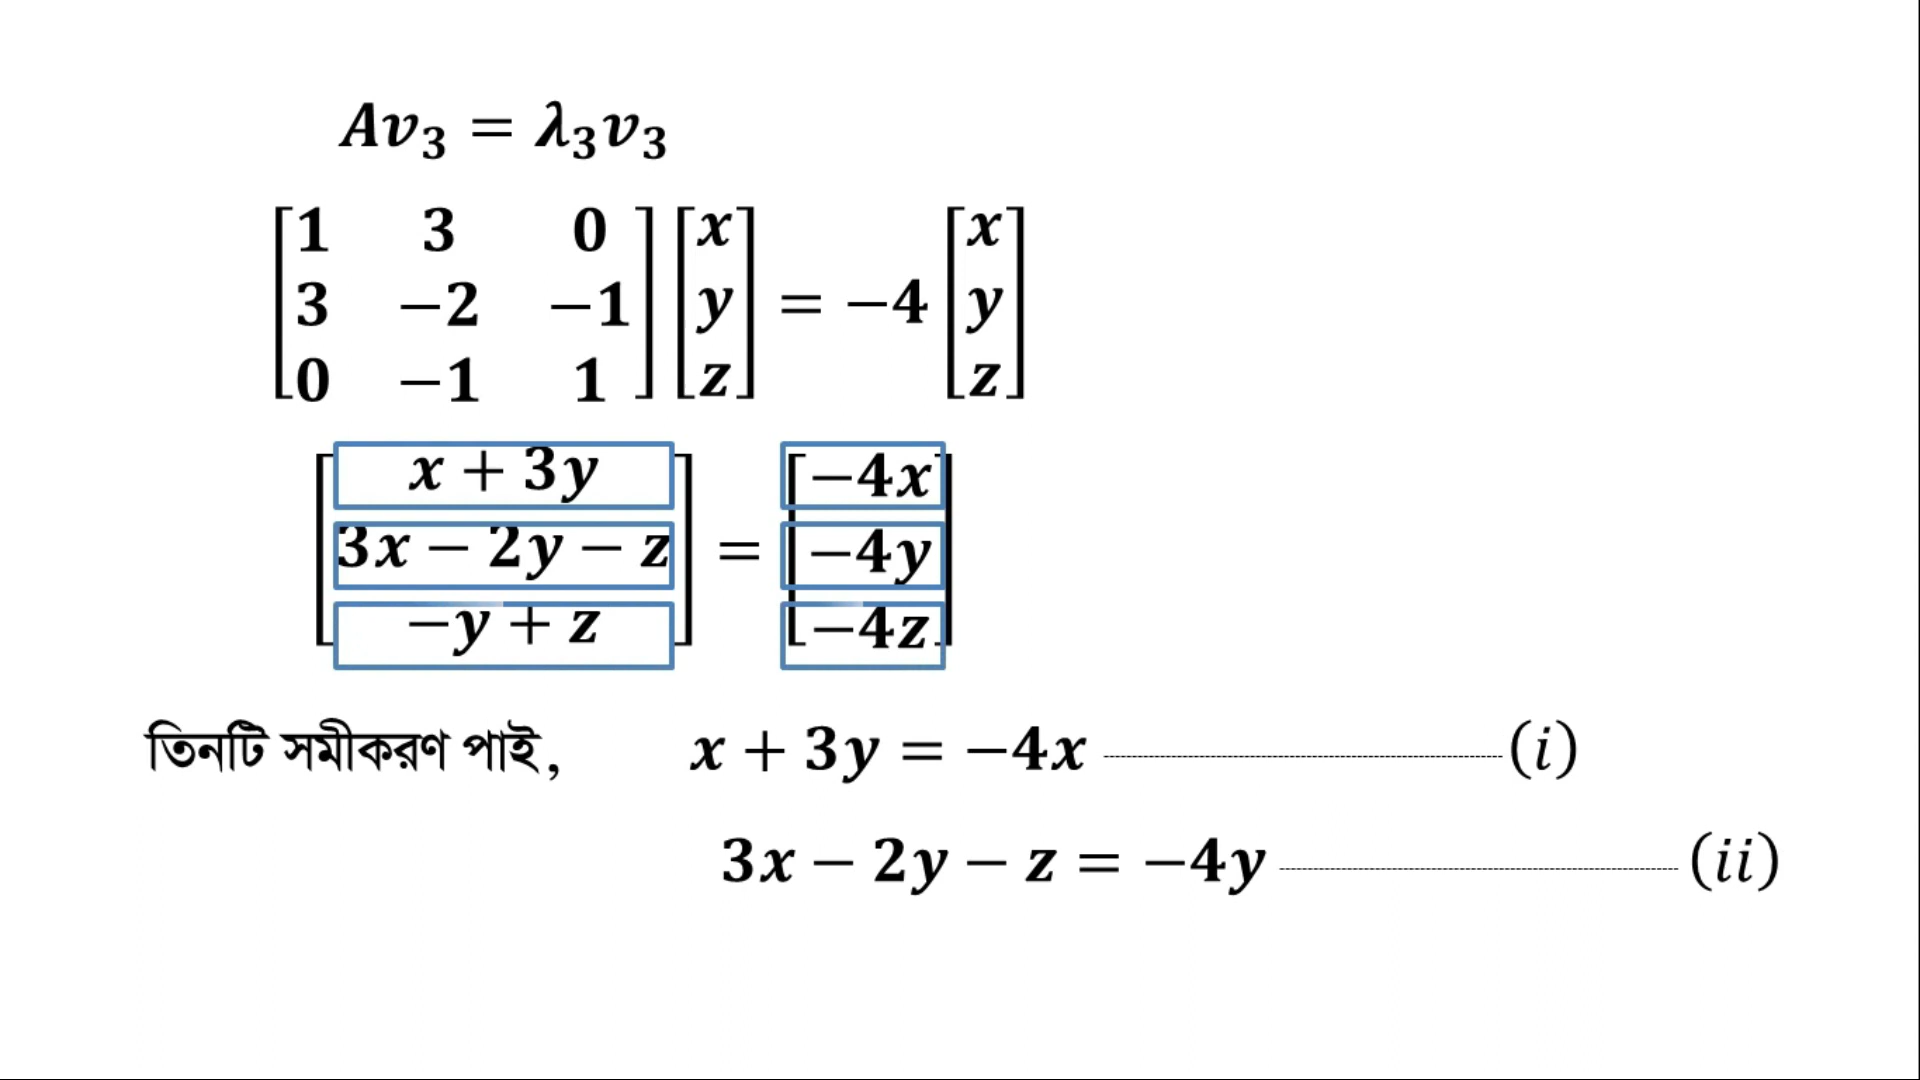 Av₃ = λ₃v₃
[1 3 0] [x] [x]
[3 −2 −1] [y] = −4 [y]
[0 −1 1] [z] [z]
[x + 3y] [−4x]
[3x − 2y − z] = [−4y]
[−y + z] [−4z]
তিনটি সমীকরণ পাই, x + 3y = −4x (i)
3x − 2y − z = −4y (ii)